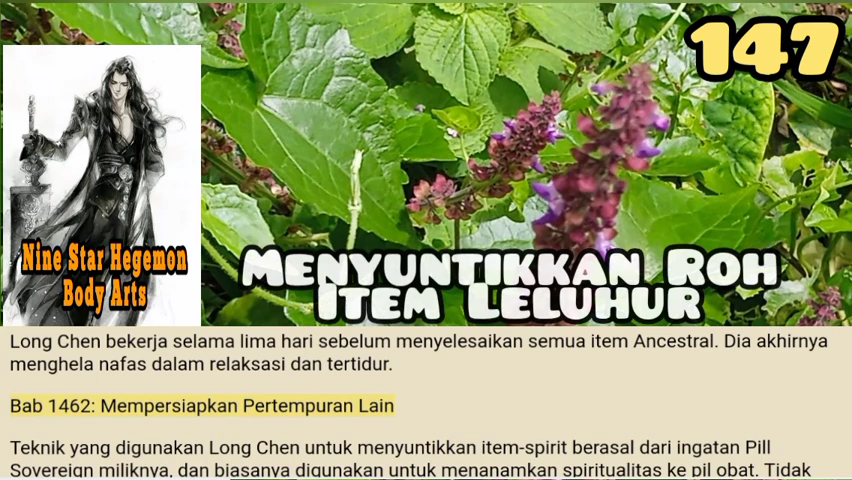 147
Nine Star Hegemon
Body Arts
Menyuntikkan Roh
Item Leluhur
Long Chen bekerja selama lima hari sebelum menyelesaikan semua item Ancestral. Dia akhirnya
menghela nafas dalam relaksasi dan tertidur.
Bab 1462: Mempersiapkan Pertempuran Lain
Teknik yang digunakan Long Chen untuk menyuntikkan item-spirit berasal dari ingatan Pill
Sovereign miliknya, dan biasanya digunakan untuk menanamkan spiritualitas ke pil obat. Tidak